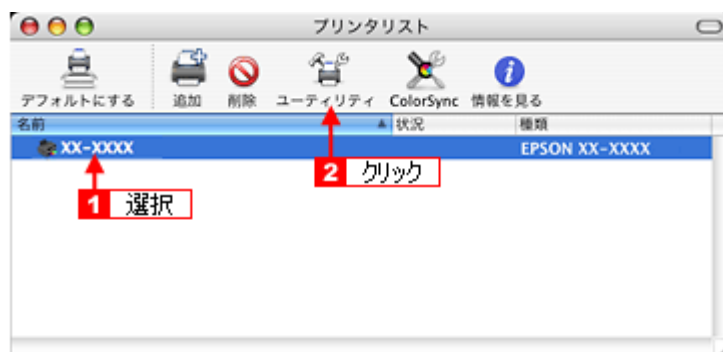 プリンタリスト
デフォルトにする 追加 削除 ユーティリティ ColorSync 情報を見る
名前 状況 種類
XX-XXXX EPSON XX-XXXX
2 クリック
1 選択